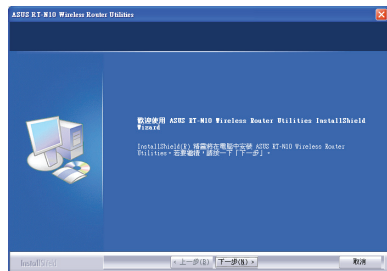 ASUS RT-N10 Wireless Router Utilities
歡迎使用 ASUS RT-N10 Wireless Router Utilities InstallShield
Wizard
InstallShield(R) 精靈將在電腦中安裝 ASUS RT-N10 Wireless Router
Utilities。若要繼續，請按一下「下一步」。
InstallShield
< 上一步(B)
下一步(N) >
取消